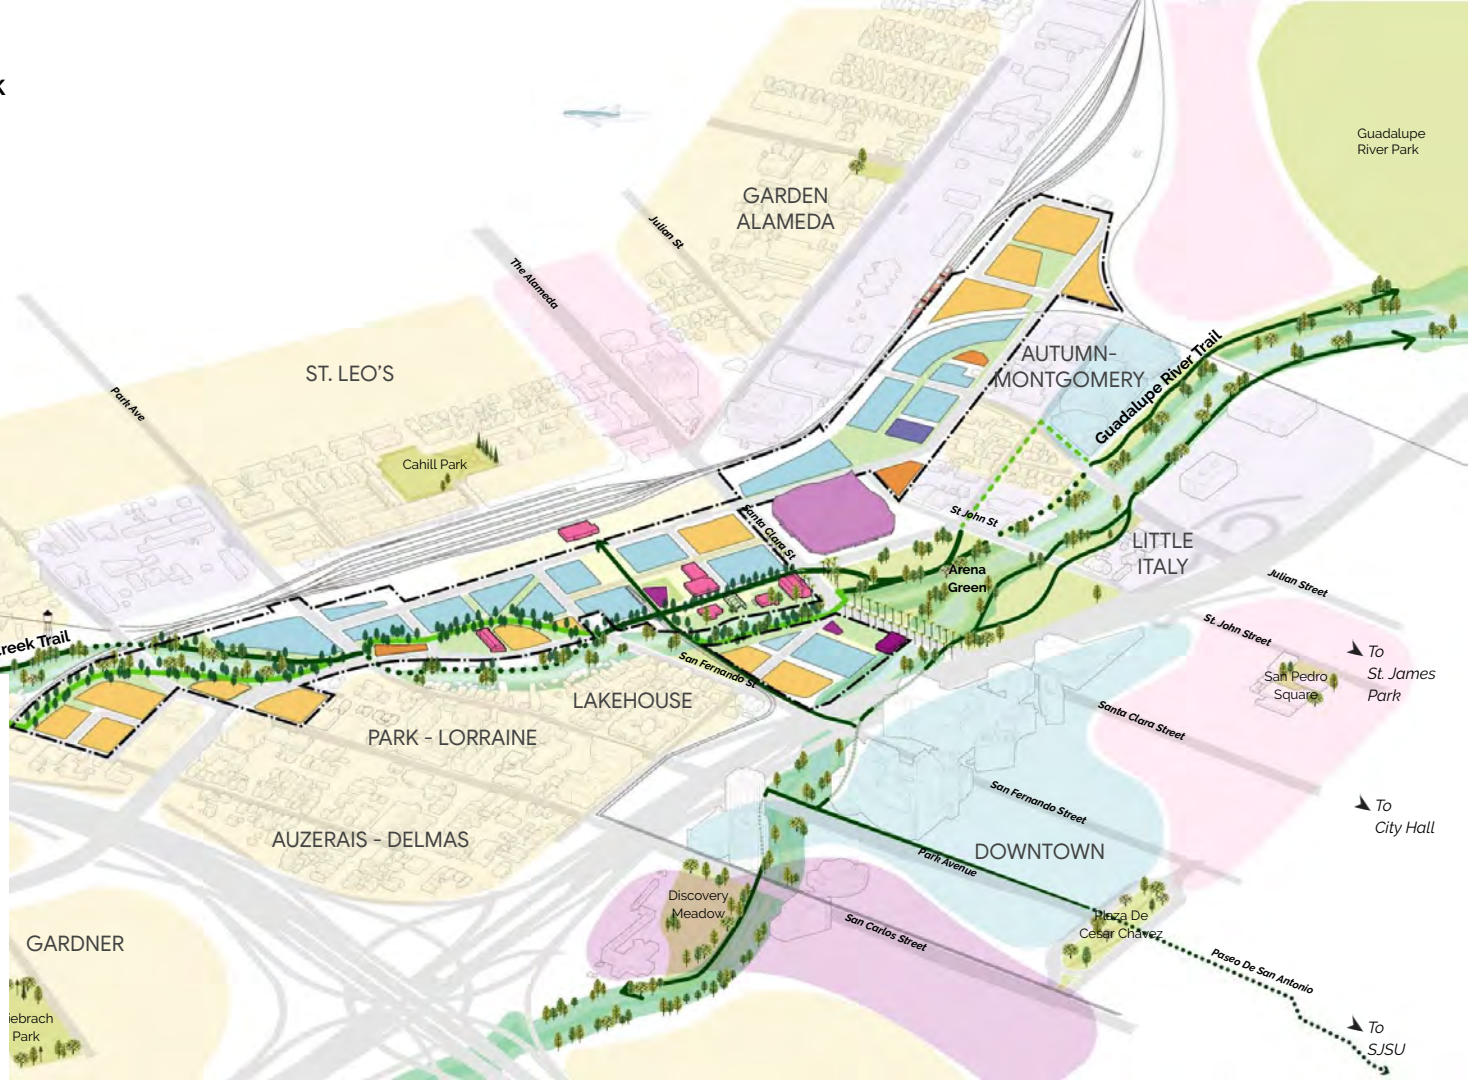 K
Guadalupe
River Park
GARDEN
ALAMEDA
Julian St
The Alameda
AUTUMN-
MONTGOMERY
Guadalupe River Trail
ST. LEO'S
Park Ave
Cahill Park
Santa Clara St
St John St
LITTLE
ITALY
Arena
Green
Julian Street
St. John Street
To
St. James
Park
San Pedro
Square
reek Trail
San Fernando St
LAKEHOUSE
Santa Clara Street
PARK - LORRAINE
San Fernando Street
To
City Hall
AUZERAIS - DELMAS
DOWNTOWN
Park Avenue
Discovery
Meadow
Plaza De
Cesar Chavez
San Carlos Street
GARDNER
Paseo De San Antonio
iebrach
Park
To
SJSU